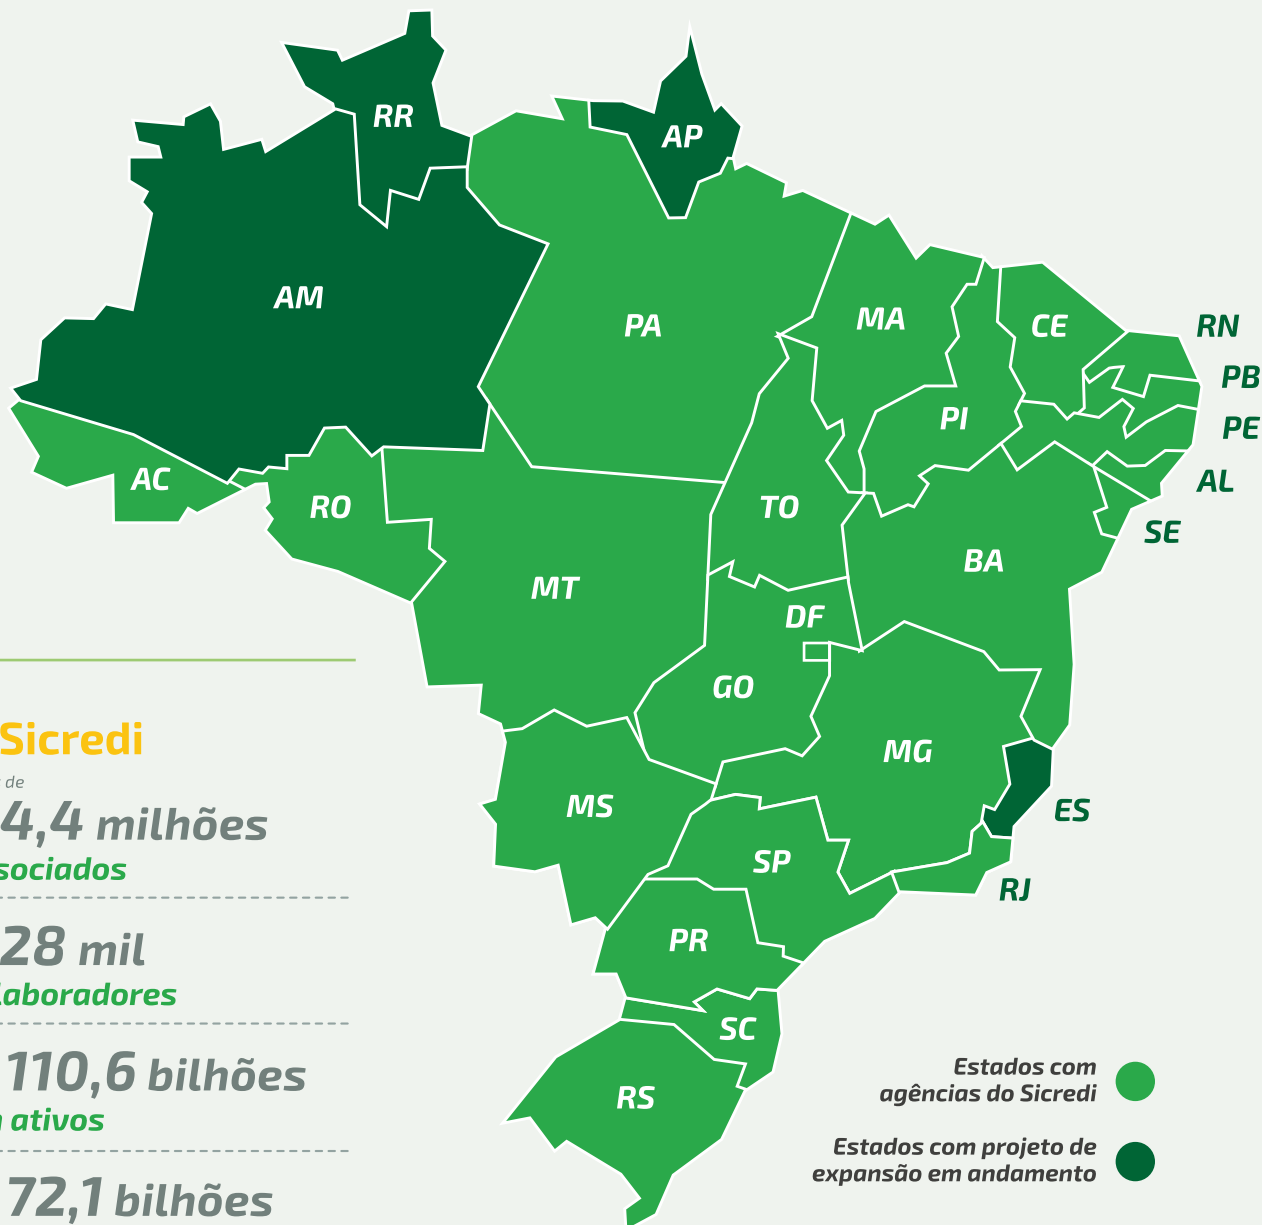 RR
AP
AM
PA
MA
CE
RN
PB
PI
PE
AC
AL
RO
TO
SE
BA
MT
DF
GO
Sicredi
MG
de
MS
ES
4,4 milhões
SP
sociados
RJ
28 mil
PR
laboradores
SC
110,6 bilhões
RS
Estados com
agências do Sicredi
ativos
Estados com projeto de
expansão em andamento
72,1 bilhões